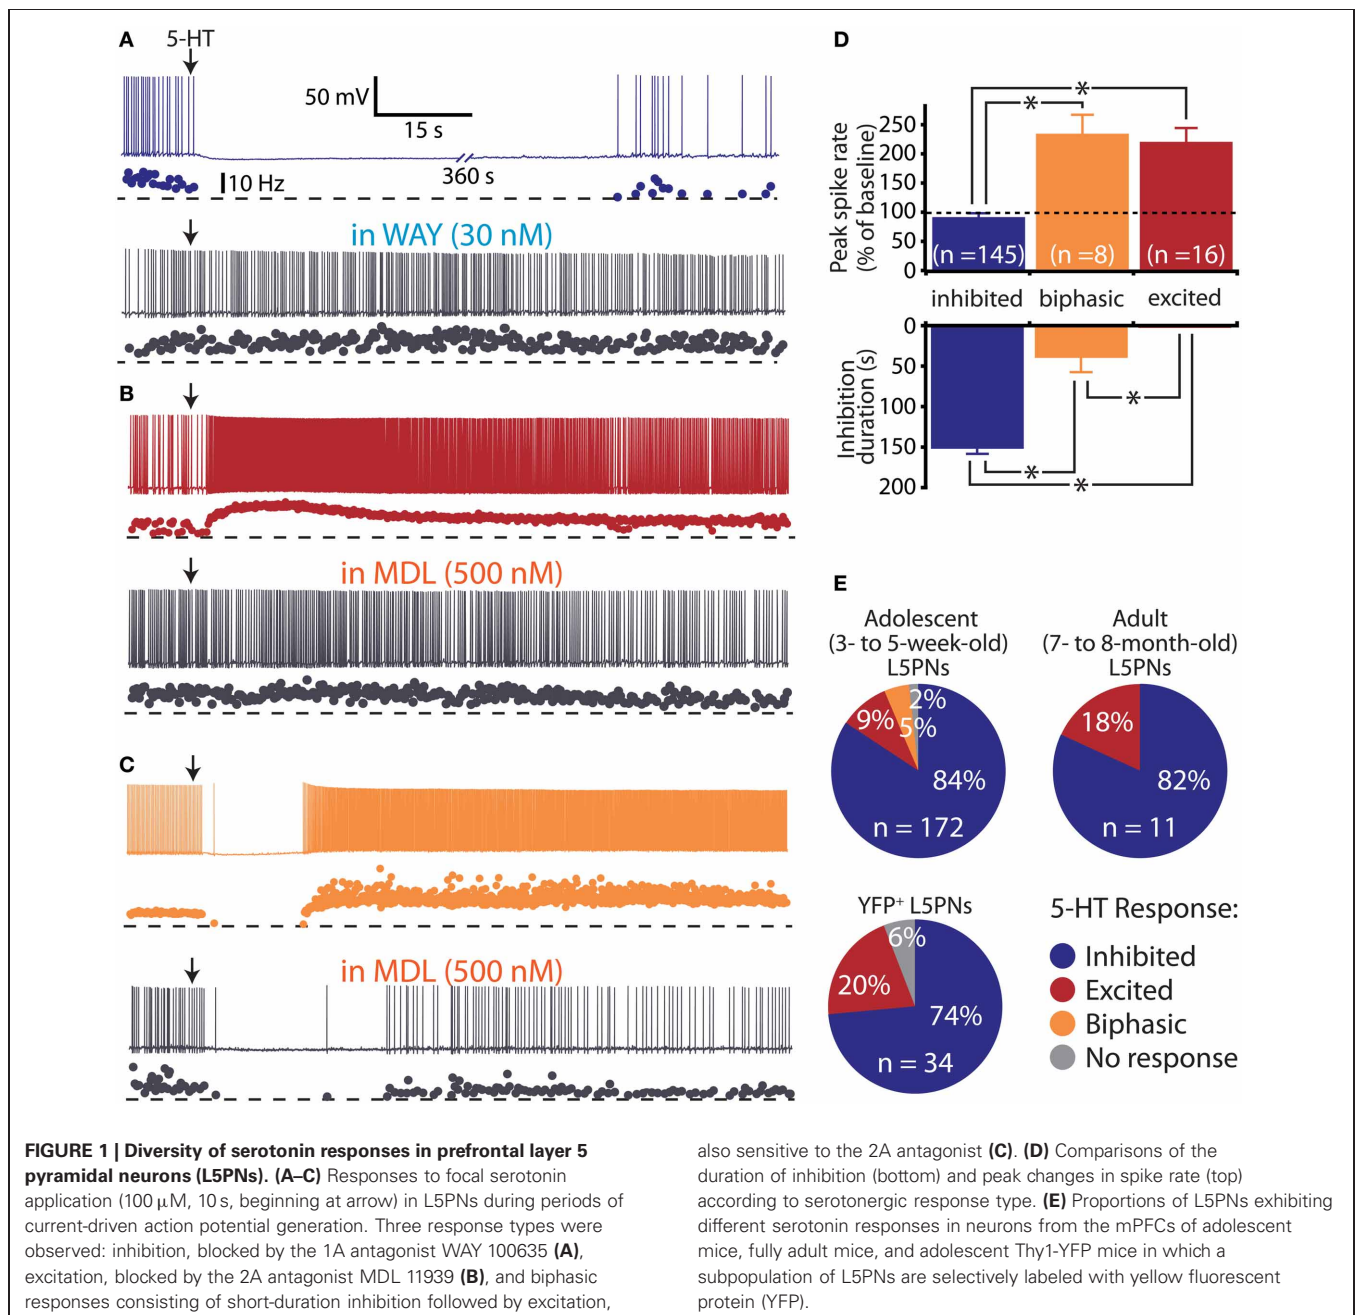 A
5-HT
50 mV
15 s
360 s
10 Hz
in WAY (30 nM)
B
in MDL (500 nM)
C
in MDL (500 nM)
D
Peak spike rate
(% of baseline)
250
200
150
100
50
0
*
*
(n =145)
(n =8)
(n =16)
inhibited
biphasic
excited
Inhibition
duration (s)
0
50
100
150
200
*
*
*
E
Adolescent
(3- to 5-week-old)
L5PNs
2%
9%
5%
84%
n = 172
Adult
(7- to 8-month-old)
L5PNs
18%
82%
n = 11
YFP⁺ L5PNs
6%
20%
74%
n = 34
5-HT Response:
Inhibited
Excited
Biphasic
No response
FIGURE 1 | Diversity of serotonin responses in prefrontal layer 5
pyramidal neurons (L5PNs). (A–C) Responses to focal serotonin
application (100 μM, 10 s, beginning at arrow) in L5PNs during periods of
current-driven action potential generation. Three response types were
observed: inhibition, blocked by the 1A antagonist WAY 100635 (A),
excitation, blocked by the 2A antagonist MDL 11939 (B), and biphasic
responses consisting of short-duration inhibition followed by excitation,
also sensitive to the 2A antagonist (C). (D) Comparisons of the
duration of inhibition (bottom) and peak changes in spike rate (top)
according to serotonergic response type. (E) Proportions of L5PNs exhibiting
different serotonin responses in neurons from the mPFCs of adolescent
mice, fully adult mice, and adolescent Thy1-YFP mice in which a
subpopulation of L5PNs are selectively labeled with yellow fluorescent
protein (YFP).